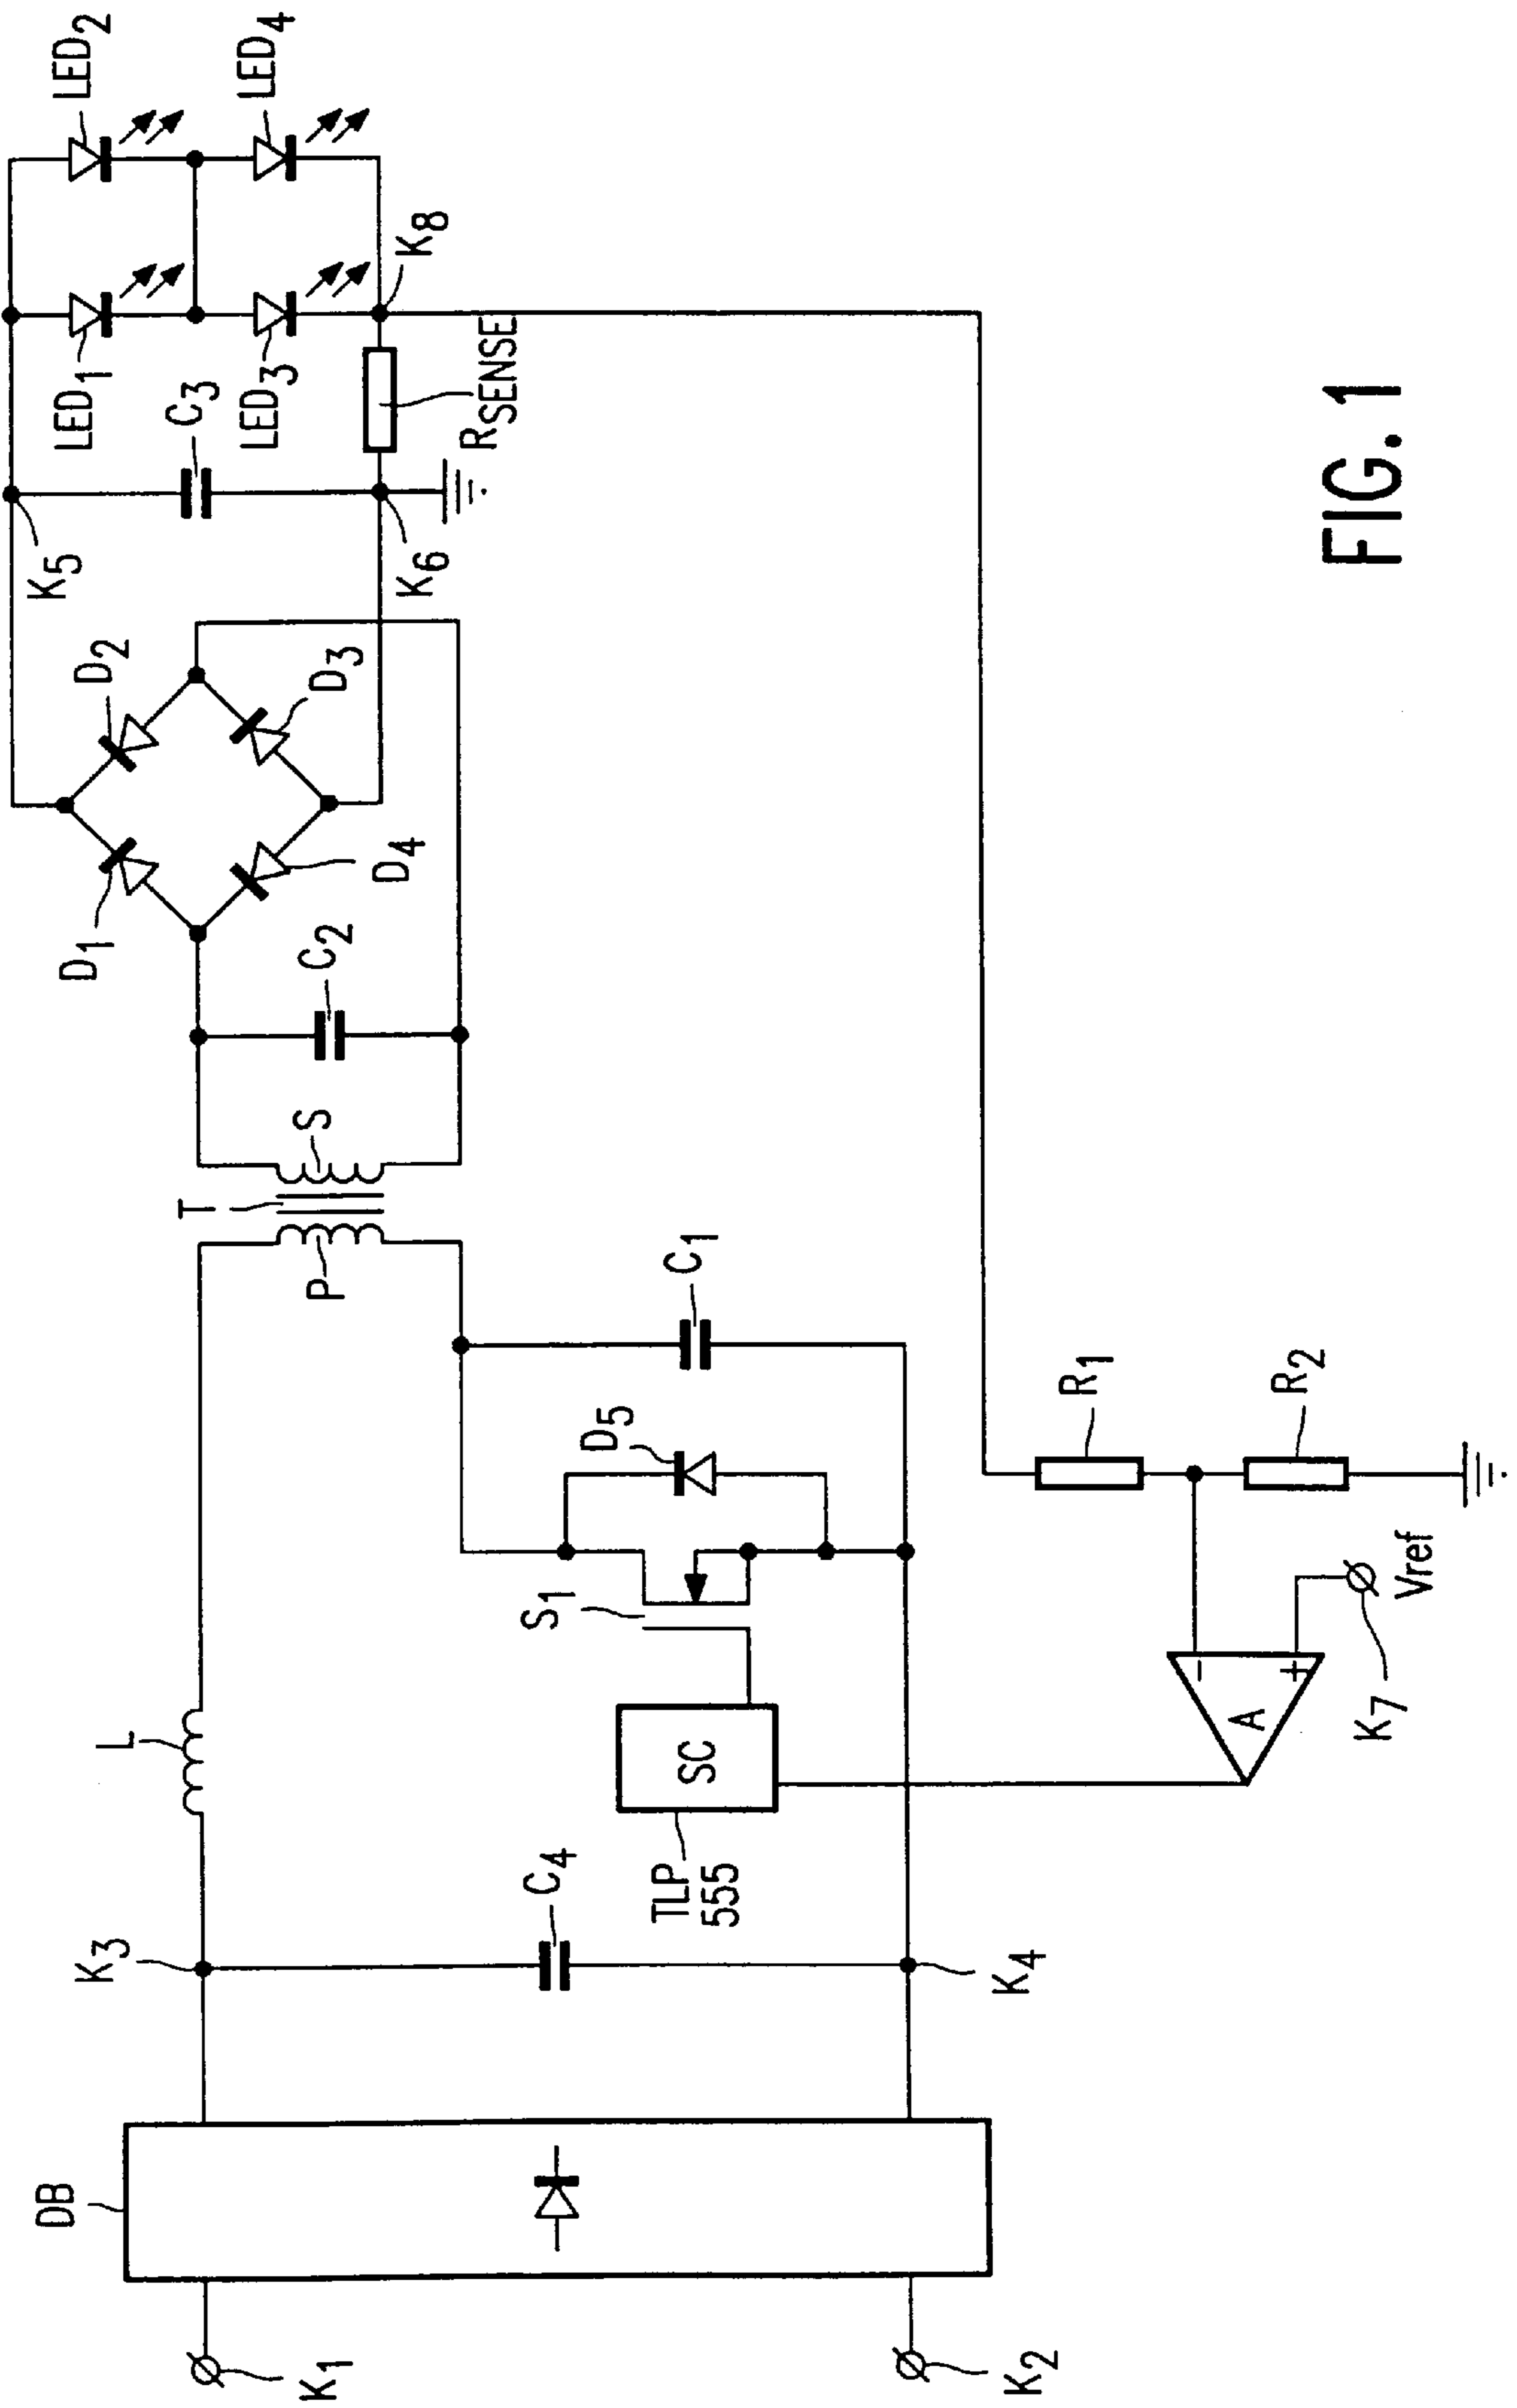 DB
K1
K2
K3
K4
C4
L
TLP
555
SC
S1
D5
C1
P
T
S
C2
D1
D2
D3
D4
K5
K6
C3
RSENSE
LED1
LED2
LED3
LED4
K8
R1
R2
A
−
+
Vref
K7
FIG. 1